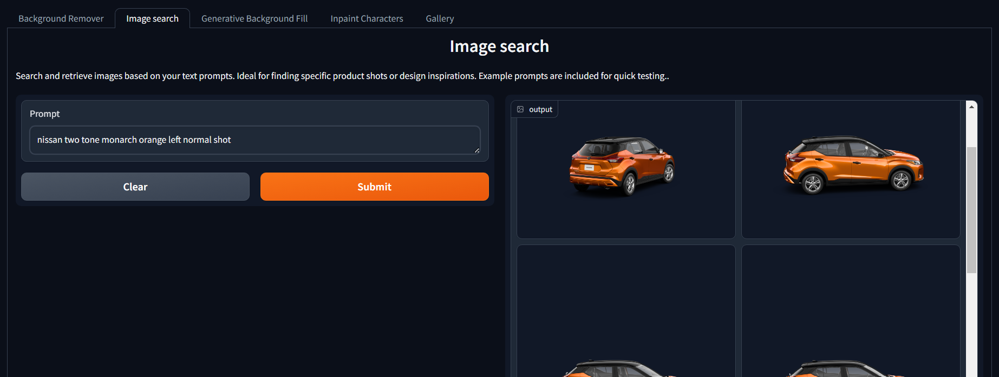 Background Remover
Image search
Generative Background Fill
Inpaint Characters
Gallery
Image search
Search and retrieve images based on your text prompts. Ideal for finding specific product shots or design inspirations. Example prompts are included for quick testing..
Prompt
nissan two tone monarch orange left normal shot
Clear
Submit
output